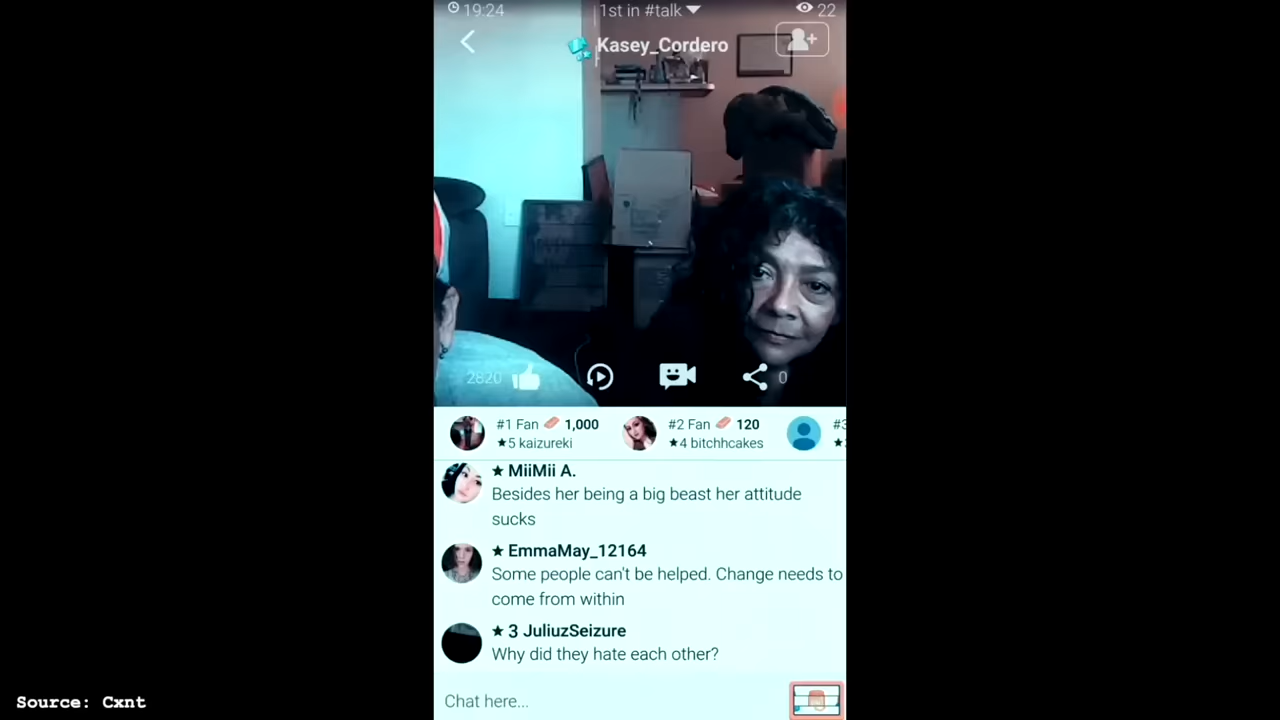 19:24
1st in #talk
22
Kasey_Cordero
2820
0
#1 Fan 1,000
★5 kaizureki
#2 Fan 120
★4 bitchhcakes
#3
★
★ MiiMii A.
Besides her being a big beast her attitude
sucks
★ EmmaMay_12164
Some people can't be helped. Change needs to
come from within
★ 3 JuliuzSeizure
Why did they hate each other?
Chat here...
Source: Cxnt